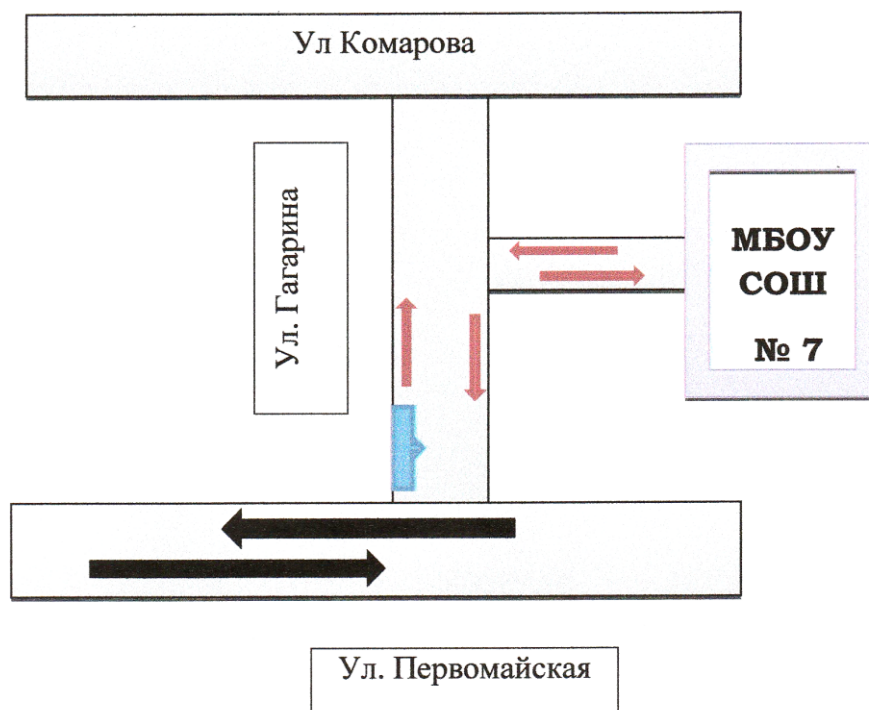 Ул Комарова
Ул. Гагарина
МБОУ
СОШ
№ 7
Ул. Первомайская